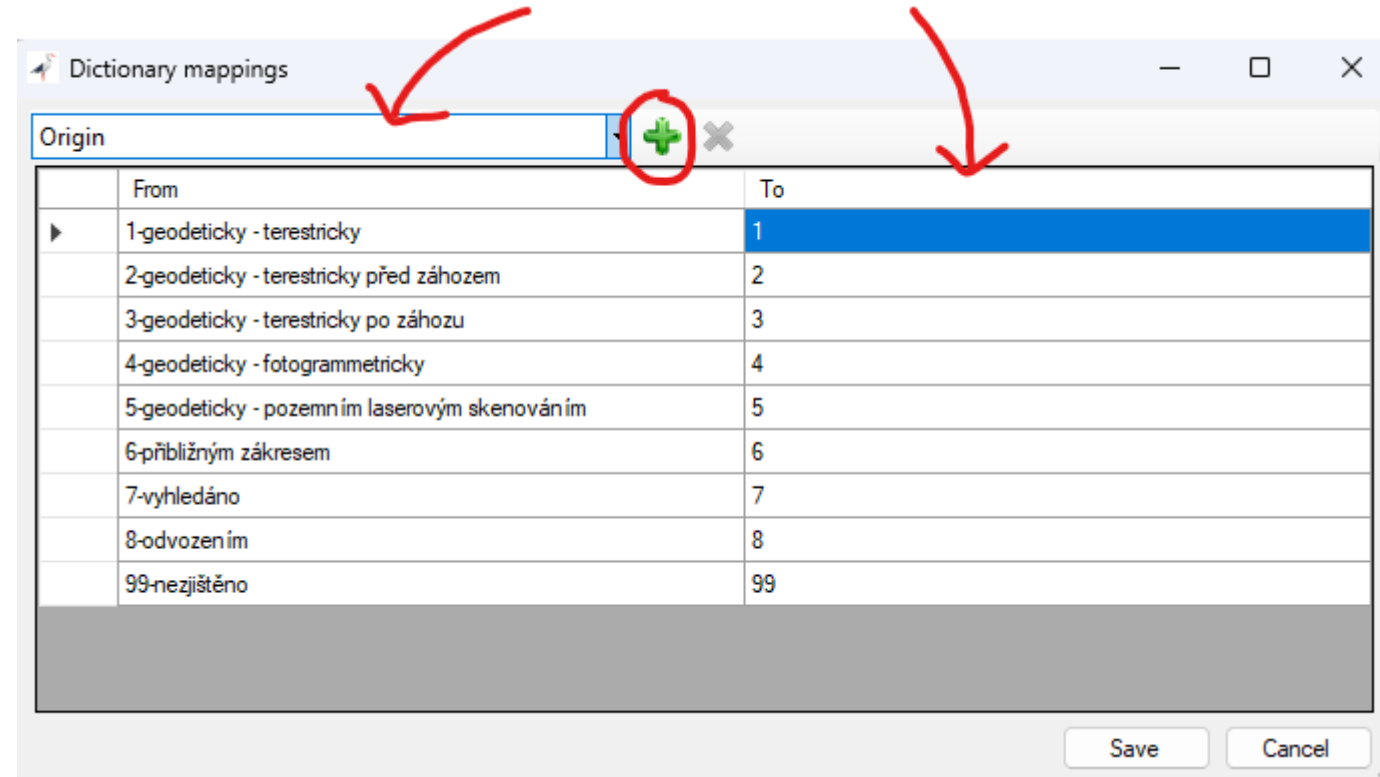 Dictionary mappings
Origin
From To
1-geodeticky - terestricky 1
2-geodeticky - terestricky před záhozem 2
3-geodeticky - terestricky po záhozu 3
4-geodeticky - fotogrammetricky 4
5-geodeticky - pozemním laserovým skenováním 5
6-přibližným zákresem 6
7-vyhledáno 7
8-odvozením 8
99-nezjištěno 99
Save Cancel